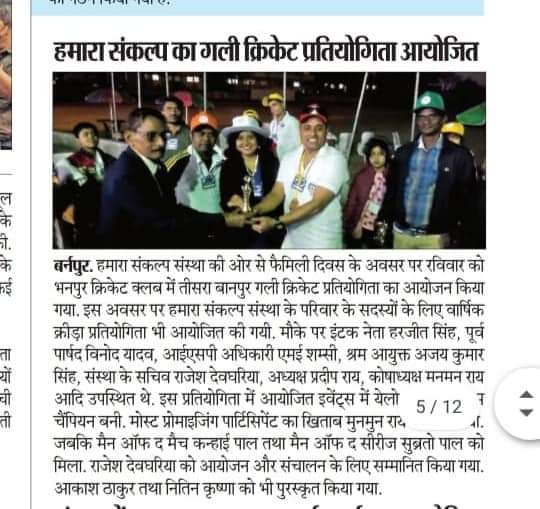 हमारा संकल्प का गली क्रिकेट प्रतियोगिता आयोजित
बर्नपुर. हमारा संकल्प संस्था की ओर से फैमिली दिवस के अवसर पर रविवार को
भनपुर क्रिकेट क्लब में तीसरा बानपुर गली क्रिकेट प्रतियोगिता का आयोजन किया
गया. इस अवसर पर हमारा संकल्प संस्था के परिवार के सदस्यों के लिए वार्षिक
क्रीड़ा प्रतियोगिता भी आयोजित की गयी. मौके पर इंटक नेता हरजीत सिंह, पूर्व
पार्षद विनोद यादव, आईएसपी अधिकारी एमई शम्सी, श्रम आयुक्त अजय कुमार
सिंह, संस्था के सचिव राजेश देवघरिया, अध्यक्ष प्रदीप राय, कोषाध्यक्ष मनमन राय
आदि उपस्थित थे. इस प्रतियोगिता में आयोजित इवेंट्स में येलो
5 / 12
चैंपियन बनी. मोस्ट प्रोमाइजिंग पार्टिसिपेंट का खिताब मुनमुन
जबकि मैन ऑफ द मैच कन्हाई पाल तथा मैन ऑफ द सीरीज सुब्रतो पाल को
मिला. राजेश देवघरिया को आयोजन और संचालन के लिए सम्मानित किया गया.
आकाश ठाकुर तथा नितिन कृष्णा को भी पुरस्कृत किया गया.